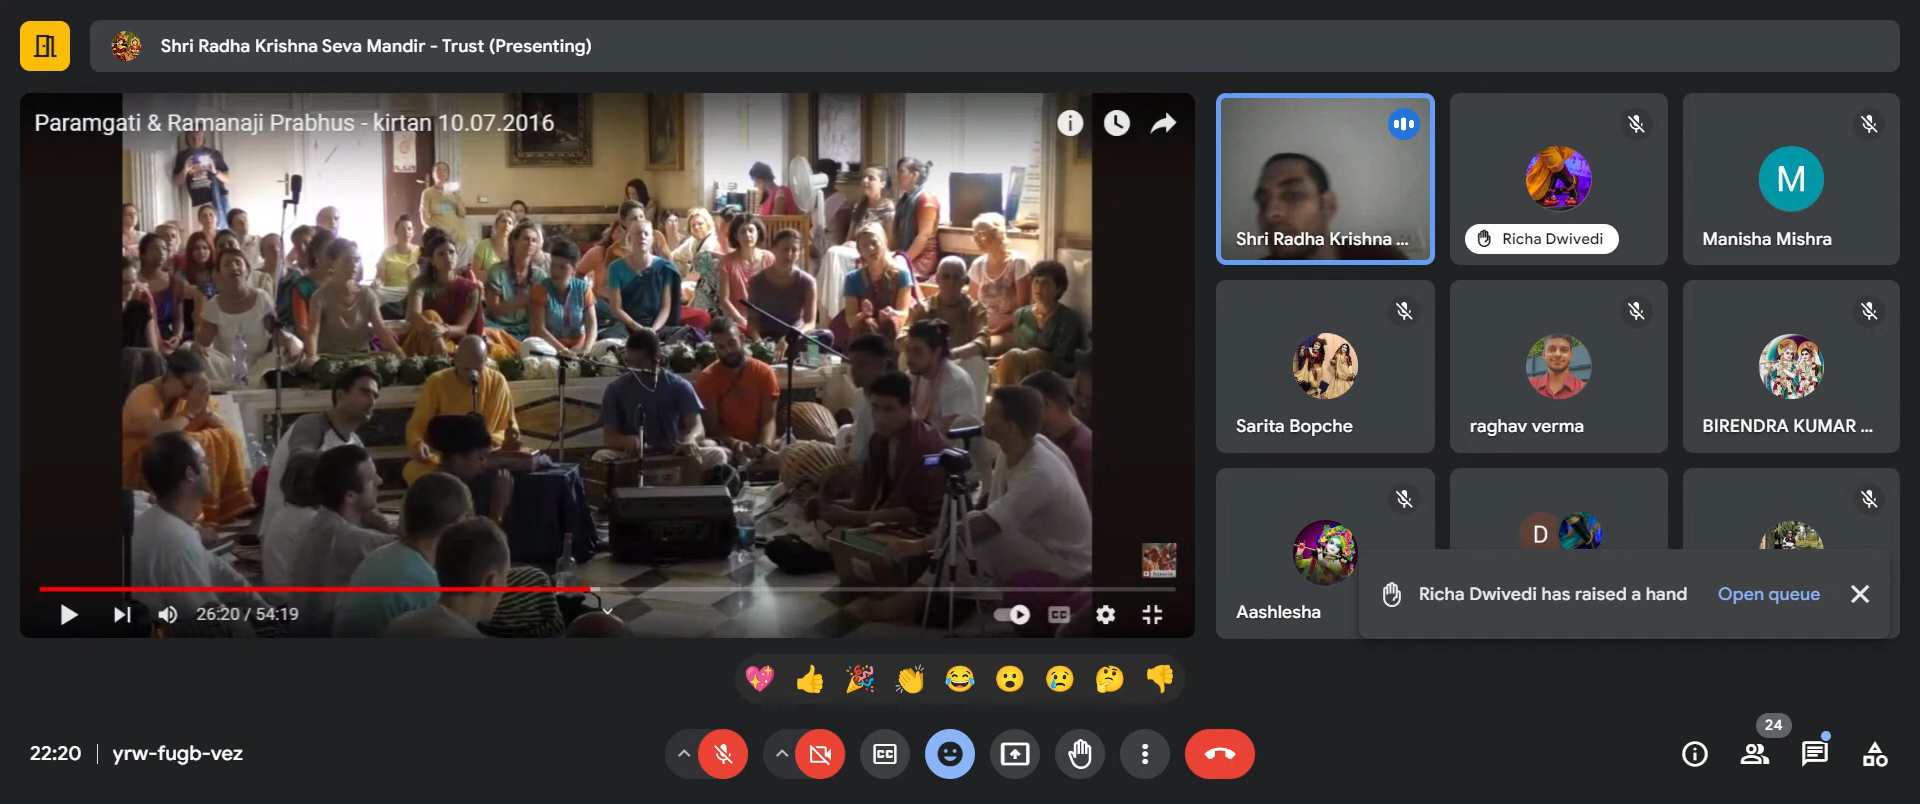 Shri Radha Krishna Seva Mandir - Trust (Presenting)
Paramgati & Ramanaji Prabhus - kirtan 10.07.2016
26:20 / 54:19
CC
Shri Radha Krishna ...
Richa Dwivedi
M
Manisha Mishra
Sarita Bopche
raghav verma
BIRENDRA KUMAR ...
Aashlesha
D
Richa Dwivedi has raised a hand
Open queue
22:20 | yrw-fugb-vez
CC
24